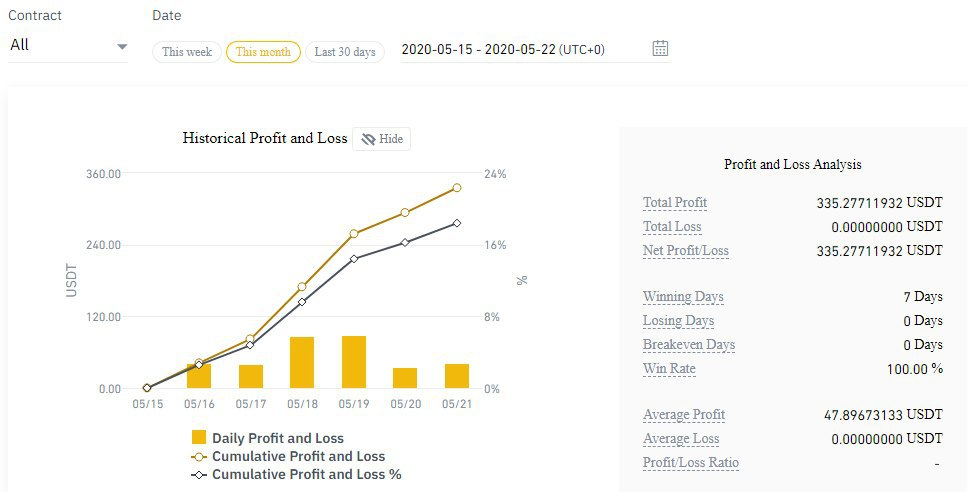 Contract Date
All
This week This month Last 30 days 2020-05-15 - 2020-05-22 (UTC+0)
Historical Profit and Loss Hide
360.00 24%
240.00 16%
USDT %
120.00 8%
0.00 0%
05/15 05/16 05/17 05/18 05/19 05/20 05/21
Daily Profit and Loss
Cumulative Profit and Loss
Cumulative Profit and Loss %
Profit and Loss Analysis
Total Profit 335.27711932 USDT
Total Loss 0.00000000 USDT
Net Profit/Loss 335.27711932 USDT
Winning Days 7 Days
Losing Days 0 Days
Breakeven Days 0 Days
Win Rate 100.00 %
Average Profit 47.89673133 USDT
Average Loss 0.00000000 USDT
Profit/Loss Ratio -